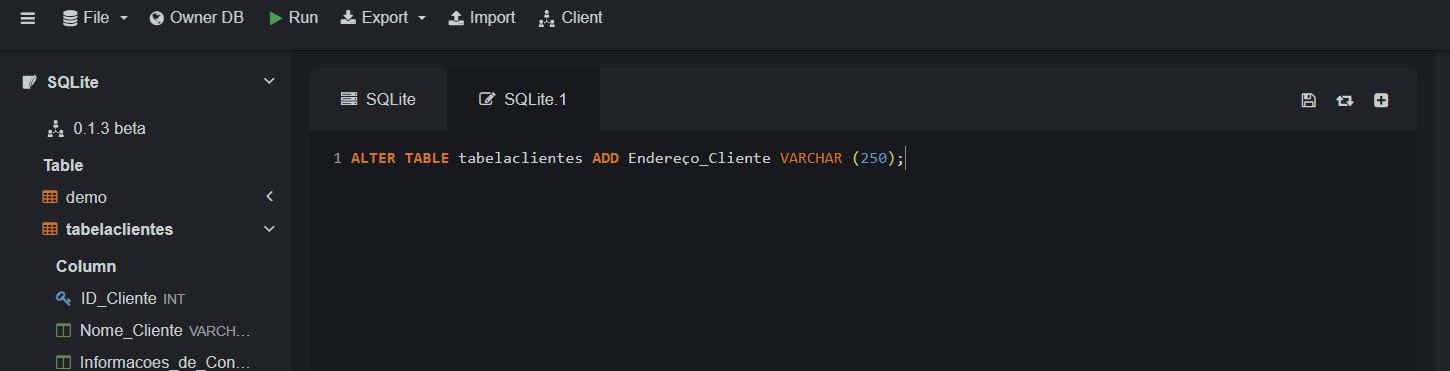 File Owner DB Run Export Import Client
SQLite
0.1.3 beta
Table
demo
tabelaclientes
Column
ID_Cliente INT
Nome_Cliente VARCH...
Informacoes_de_Con...
SQLite SQLite.1
1 ALTER TABLE tabelaclientes ADD Endereço_Cliente VARCHAR (250);